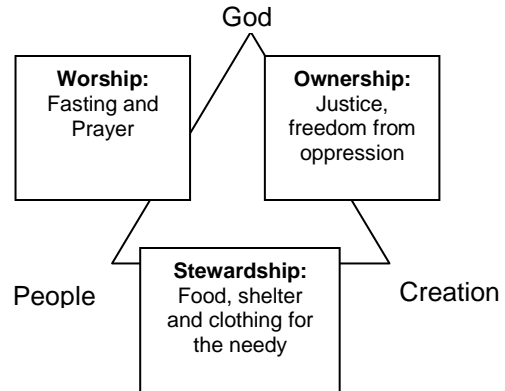 God
Worship:
Fasting and
Prayer
Ownership:
Justice,
freedom from
oppression
People
Stewardship:
Food, shelter
and clothing for
the needy
Creation